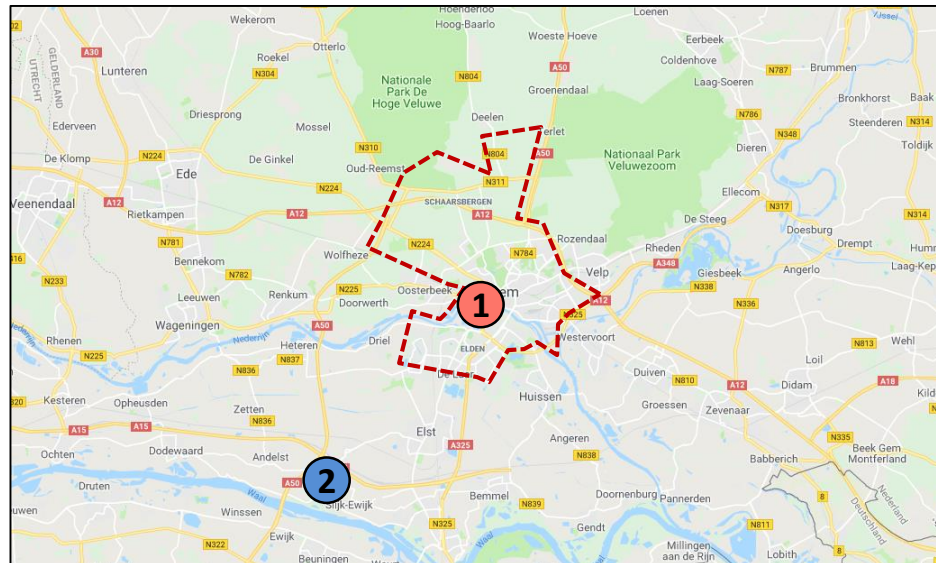 Hoenderloo
Loenen
IJssel
Wekerom
Hoog-Baarlo
Woeste Hoeve
Eerbeek
Otterlo
A30
Roekel
A50
Coldenhove
GELDERLAND
UTRECHT
Lunteren
N304
Nationale
Park De
Hoge Veluwe
N804
Laag-Soeren
N787
Brummen
Groenendaal
Bronkhorst
Baak
Driesprong
Deelen
N786
Steenderen
N314
Ederveen
Mossel
N348
Toldijk
De Klomp
N224
De Ginkel
N310
N804
A50
Nationaal Park
Veluwezoom
Dieren
Ede
Oud-Reemst
N311
Ellecom
Veenendaal
A12
N224
SCHAARSBERGEN
N317
Rietkampen
A12
A12
De Steeg
Doesburg
N314
N781
N224
Rozendaal
Drempt
416
Bennekom
Wolfheze
N784
Rheden
A348
Giesbeek
Angerlo
N233
N782
Velp
Laag-Kep
N225
Oosterbeek
N338
Leeuwen
Renkum
Doorwerth
1
A12
N336
Wageningen
A50
N325
Rhenen
Nederrijn
Driel
Westervoort
N225
Heteren
N837
ELDEN
N813
Wehl
N836
Loil
Duiven
N810
A12
A18
Kesteren
Opheusden
Zetten
Huissen
Didam
A15
A15
N836
Groessen
Zevenaar
Elst
Ochten
Dodewaard
Andelst
A325
Angeren
N335
N838
Babberich
Beek Gem
Montferland
Druten
A50
2
Waal
Slijk-Ewijk
Bemmel
Doornenburg
Pannerden
8
Nederland
Deutschland
Winssen
N839
N325
N811
Ewijk
Gendt
Waal
N322
Beuningen
Millingen
aan de Rijn
Lobith
8